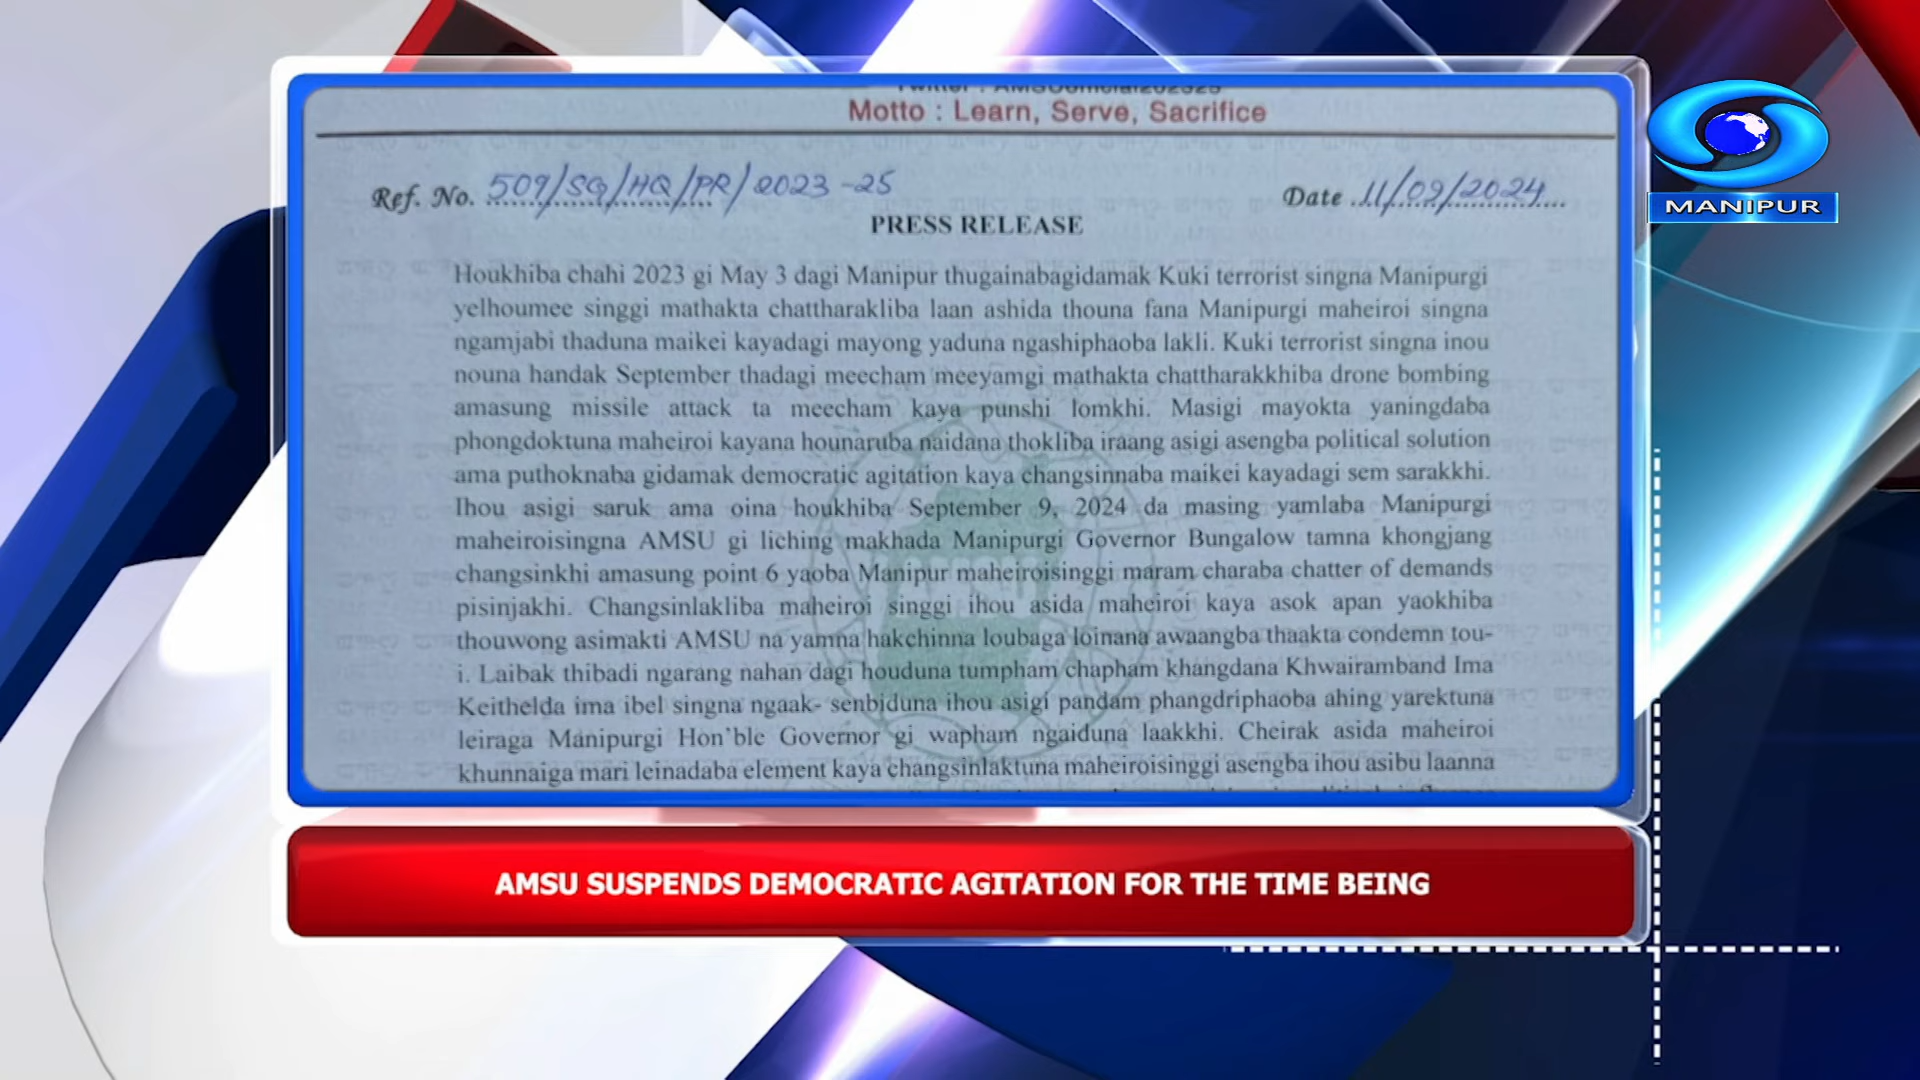 Motto : Learn, Serve, Sacrifice
Ref. No. 509/SG/HQ/PR/2023-25
Date 11/09/2024
MANIPUR
PRESS RELEASE
Houkhiba chahi 2023 gi May 3 dagi Manipur thugainabagidamak Kuki terrorist singna Manipurgi
yelhoumee singgi mathakta chattharakliba laan ashida thouna fana Manipurgi maheiroi singna
ngamjabi thaduna maikei kayadagi mayong yaduna ngashiphaoba lakli. Kuki terrorist singna inou
nouna handak September thadagi meecham meeyamgi mathakta chattharakkhiba drone bombing
amasung missile attack ta meecham kaya punshi lomkhi. Masigi mayokta yaningdaba
phongdoktuna maheiroi kayana hounaruba naidana thokliba iraang asigi asengba political solution
ama puthoknaba gidamak democratic agitation kaya changsinnaba maikei kayadagi sem sarakkhi.
Ihou asigi saruk ama oina houkhiba September 9, 2024 da masing yamlaba Manipurgi
maheiroisingna AMSU gi liching makhada Manipurgi Governor Bungalow tamna khongjang
changsinkhi amasung point 6 yaoba Manipur maheiroisinggi maram charaba chatter of demands
pisinjakhi. Changsinlakliba maheiroi singgi ihou asida maheiroi kaya asok apan yaokhiba
thouwong asimakti AMSU na yamna hakchinna loubaga loinana awaangba thaakta condemn tou-
i. Laibak thibadi ngarang nahan dagi houduna tumpham chapham khangdana Khwairamband Ima
Keithelda ima ibel singna ngaak- senbiduna ihou asigi pandam phangdriphaoba ahing yarektuna
leiraga Manipurgi Hon'ble Governor gi wapham ngaiduna laakkhi. Cheirak asida maheiroi
khunnaiga mari leinadaba element kaya changsinlaktuna maheiroisinggi asengba ihou asibu laanna
AMSU SUSPENDS DEMOCRATIC AGITATION FOR THE TIME BEING